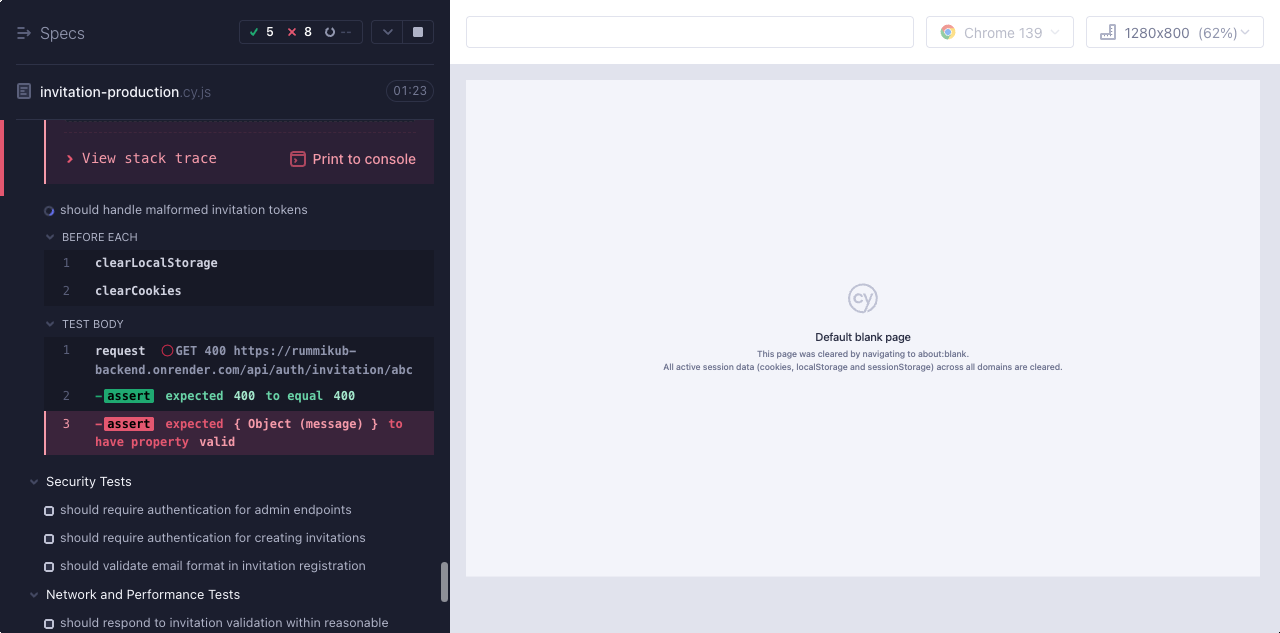 Specs
5 8 --
Chrome 139
1280x800 (62%)
invitation-production.cy.js
01:23
View stack trace
Print to console
should handle malformed invitation tokens
BEFORE EACH
1 clearLocalStorage
2 clearCookies
TEST BODY
1 request GET 400 https://rummikub-
backend.onrender.com/api/auth/invitation/abc
2 -assert expected 400 to equal 400
3 -assert expected { Object (message) } to
have property valid
Security Tests
should require authentication for admin endpoints
should require authentication for creating invitations
should validate email format in invitation registration
Network and Performance Tests
should respond to invitation validation within reasonable
cy
Default blank page
This page was cleared by navigating to about:blank.
All active session data (cookies, localStorage and sessionStorage) across all domains are cleared.